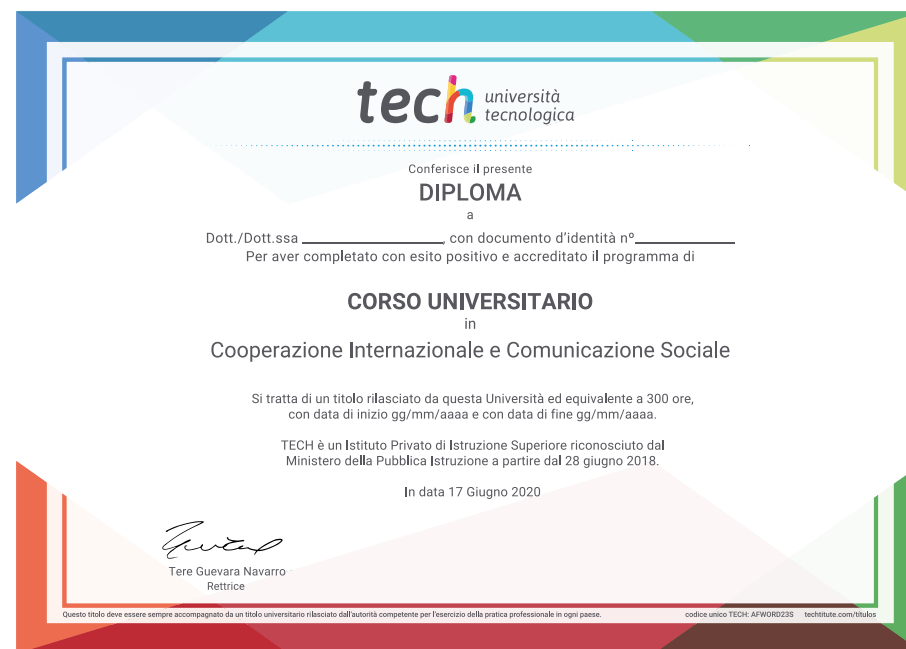 tech università
tecnologica
Conferisce il presente
DIPLOMA
a
Dott./Dott.ssa ____________________, con documento d'identità nº______________
Per aver completato con esito positivo e accreditato il programma di
CORSO UNIVERSITARIO
in
Cooperazione Internazionale e Comunicazione Sociale
Si tratta di un titolo rilasciato da questa Università ed equivalente a 300 ore,
con data di inizio gg/mm/aaaa e con data di fine gg/mm/aaaa.
TECH è un Istituto Privato di Istruzione Superiore riconosciuto dal
Ministero della Pubblica Istruzione a partire dal 28 giugno 2018.
In data 17 Giugno 2020
Tere Guevara Navarro
Rettrice
Questo titolo deve essere sempre accompagnato da un titolo universitario rilasciato dall'autorità competente per l'esercizio della pratica professionale in ogni paese. codice unico TECH: AFWORD23S techtitute.com/titulos